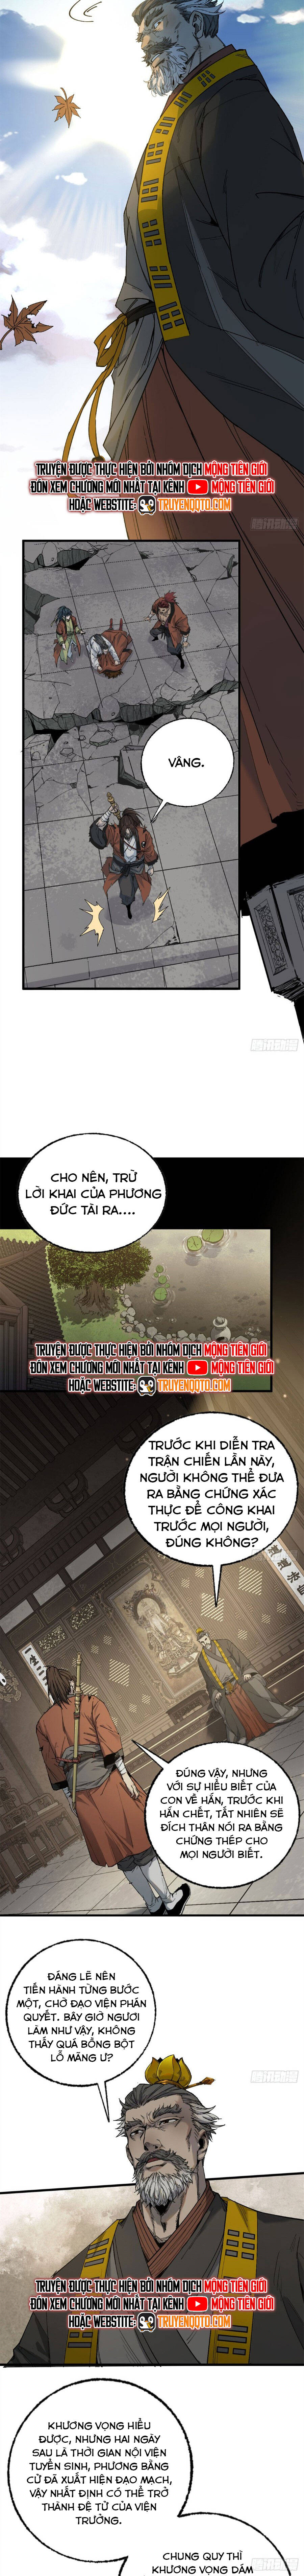 TRUYỆN ĐƯỢC THỰC HIỆN BỞI NHÓM DỊCH MỘNG TIÊN GIỚI
ĐÓN XEM CHƯƠNG MỚI NHẤT TẠI KÊNH MỘNG TIÊN GIỚI
HOẶC WEBSITE: TRUYENQQTO.COM
VÂNG.
CHO NÊN, TRỪ
LỜI KHAI CỦA PHƯƠNG
ĐỨC TÀI RA....
TRUYỆN ĐƯỢC THỰC HIỆN BỞI NHÓM DỊCH MỘNG TIÊN GIỚI
ĐÓN XEM CHƯƠNG MỚI NHẤT TẠI KÊNH MỘNG TIÊN GIỚI
HOẶC WEBSITE: TRUYENQQTO.COM
TRƯỚC KHI DIỄN TRA
TRẬN CHIẾN LẦN NÀY,
NGƯỜI KHÔNG THỂ ĐƯA
RA BẰNG CHỨNG XÁC
THỰC ĐỂ CÔNG KHAI
TRƯỚC MỌI NGƯỜI,
ĐÚNG KHÔNG?
ĐÚNG VẬY, NHƯNG
VỚI SỰ HIỂU BIẾT CỦA
CON VỀ HẮN, TRƯỚC KHI
HẮN CHẾT, TẤT NHIÊN SẼ
ĐÍCH THÂN NÓI RA BẰNG
CHỨNG THÉP CHO
MỌI NGƯỜI BIẾT.
ĐÁNG LẼ NÊN
TIẾN HÀNH TỪNG BƯỚC
MỘT, CHỜ ĐẠO VIỆN PHÁN
QUYẾT. BÂY GIỜ NGƯƠI
LÀM NHƯ VẬY, KHÔNG
THẤY QUÁ BỒNG BỘT
LỖ MÃNG Ư?
TRUYỆN ĐƯỢC THỰC HIỆN BỞI NHÓM DỊCH MỘNG TIÊN GIỚI
ĐÓN XEM CHƯƠNG MỚI NHẤT TẠI KÊNH MỘNG TIÊN GIỚI
HOẶC WEBSITE: TRUYENQQTO.COM
KHƯƠNG VỌNG HIỂU
ĐƯỢC, NHƯNG HAI NGÀY
SAU LÀ THỜI GIAN NỘI VIỆN
TUYỂN SINH, PHƯƠNG BẰNG
CỬ ĐÃ XUẤT HIỆN ĐẠO MẠCH,
VẬY NHẤT ĐỊNH CÓ THỂ TRỞ
THÀNH ĐỆ TỬ CỦA VIỆN
TRƯỞNG.
CHUNG QUY THÌ
KHƯƠNG VỌNG DÁM